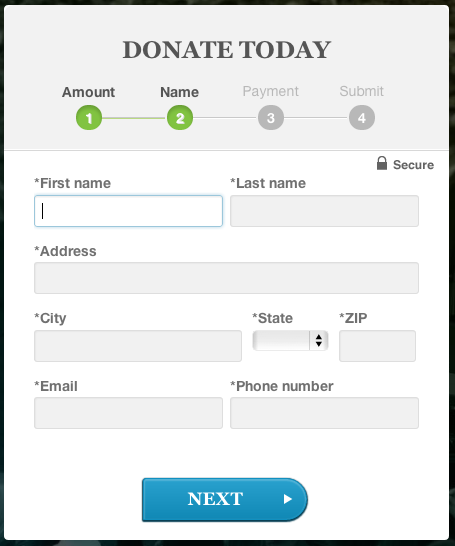 DONATE TODAY
Amount Name Payment Submit
1 2 3 4
Secure
*First name *Last name
*Address
*City *State *ZIP
*Email *Phone number
NEXT